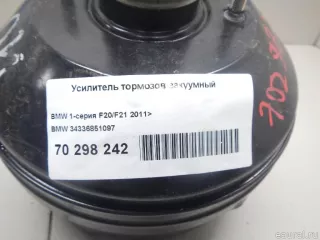 Усилитель тормозов вакуумный
BMW 1-серия F20/F21 2011>
BMW 34336851097
70 298 242
702